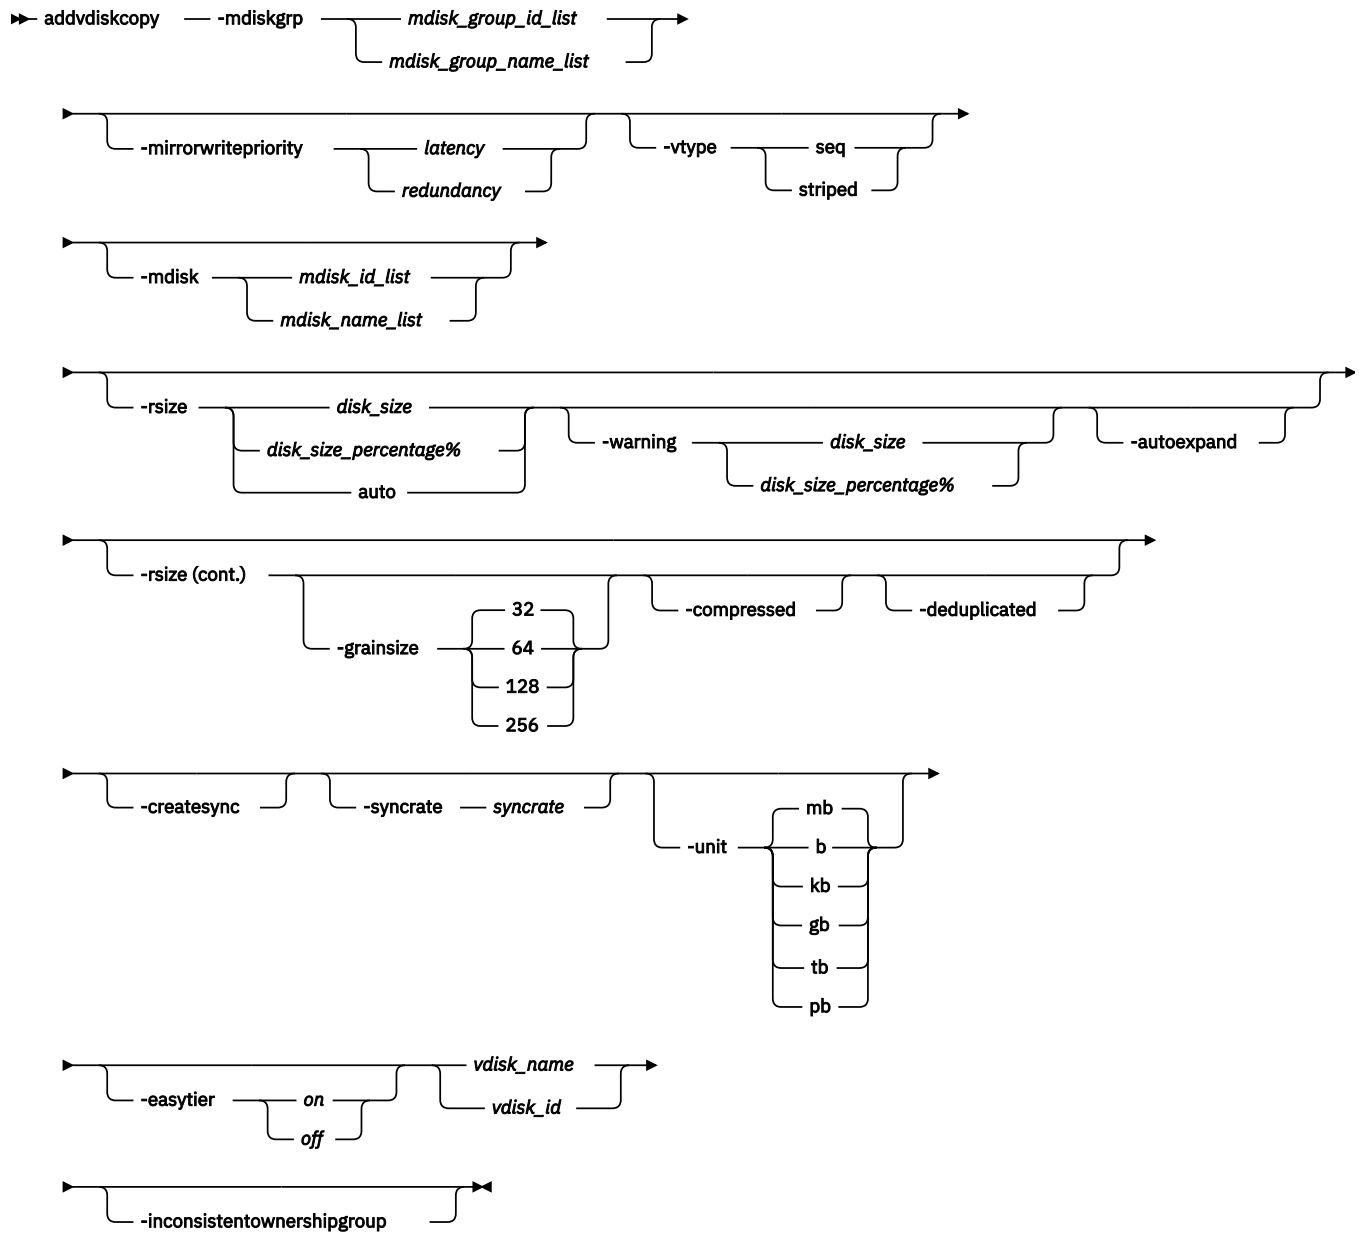 addvdiskcopy -mdiskgrp mdisk_group_id_list
mdisk_group_name_list
-mirrorwritepriority latency -vtype seq
redundancy striped
-mdisk mdisk_id_list
mdisk_name_list
-rsize disk_size
disk_size_percentage% -warning disk_size -autoexpand
auto disk_size_percentage%
-rsize (cont.)
32 -compressed -deduplicated
-grainsize 64
128
256
-createsync -syncrate syncrate mb
-unit b
kb
gb
tb
pb
vdisk_name
-easytier on vdisk_id
off
-inconsistentownershipgroup